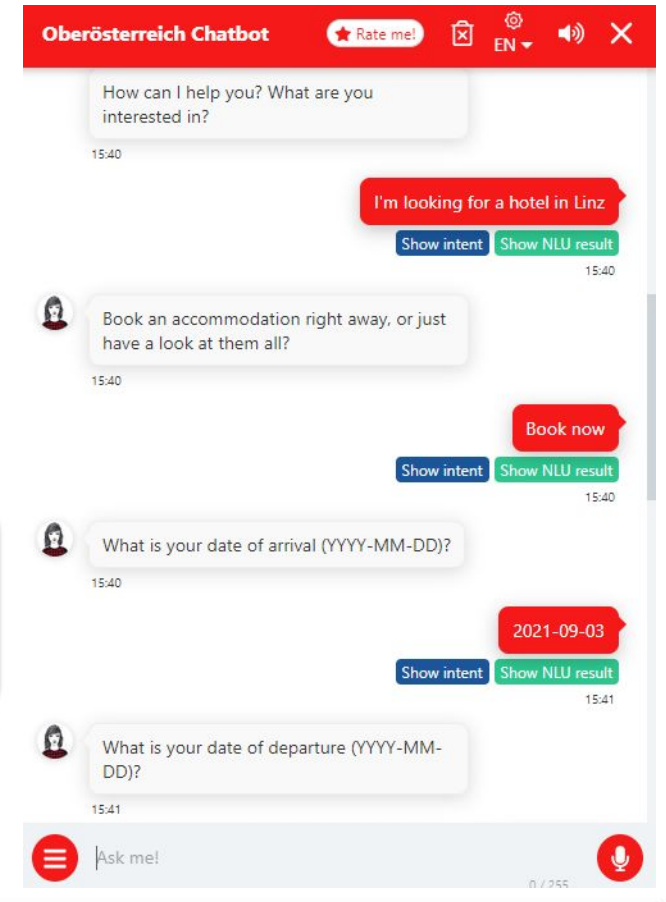 Oberösterreich Chatbot
Rate me!
EN
How can I help you? What are you
interested in?
15:40
I'm looking for a hotel in Linz
Show intent Show NLU result
15:40
Book an accommodation right away, or just
have a look at them all?
15:40
Book now
Show intent Show NLU result
15:40
What is your date of arrival (YYYY-MM-DD)?
15:40
2021-09-03
Show intent Show NLU result
15:41
What is your date of departure (YYYY-MM-
DD)?
15:41
Ask me!
0 / 255